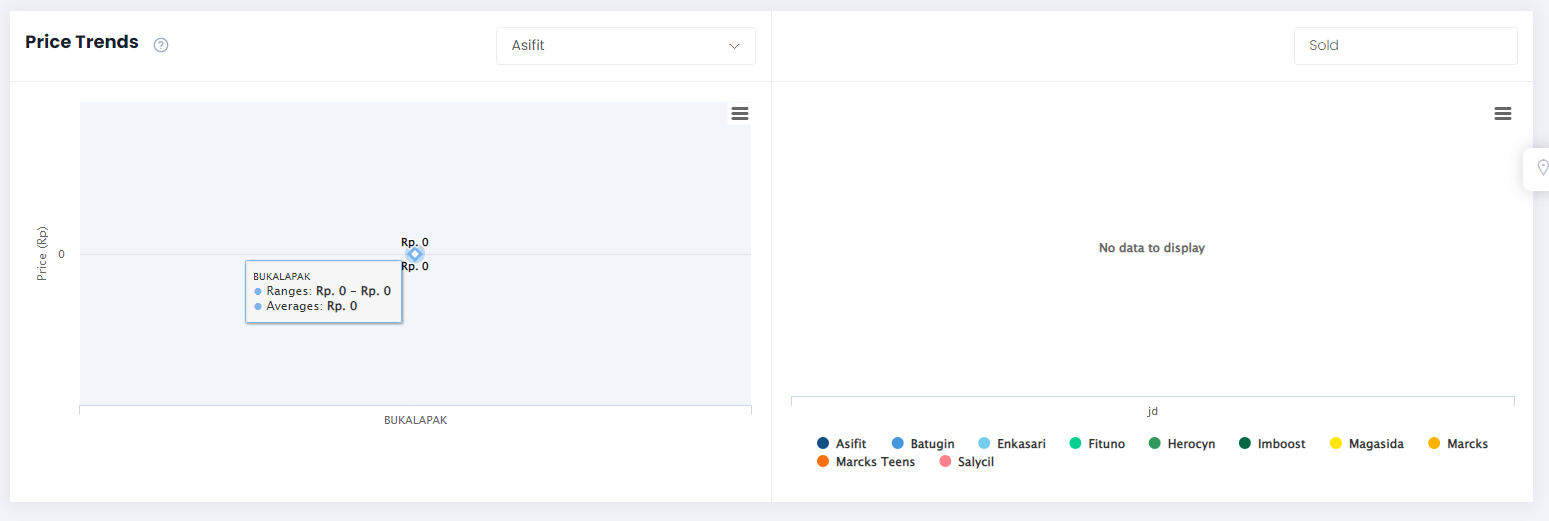 Price Trends
?
Asifit
Sold
Price (Rp)
0
Rp. 0
Rp. 0
BUKALAPAK
Ranges: Rp. 0 - Rp. 0
Averages: Rp. 0
BUKALAPAK
No data to display
jd
Asifit Batugin Enkasari Fituno Herocyn Imboost Magasida Marcks
Marcks Teens Salycil